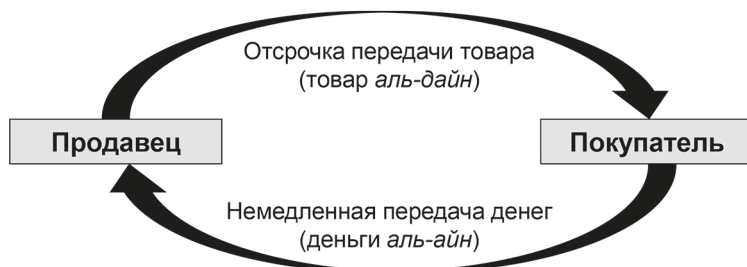 Отсрочка передачи товара
(товар аль-дайн)
Продавец
Покупатель
Немедленная передача денег
(деньги аль-айн)